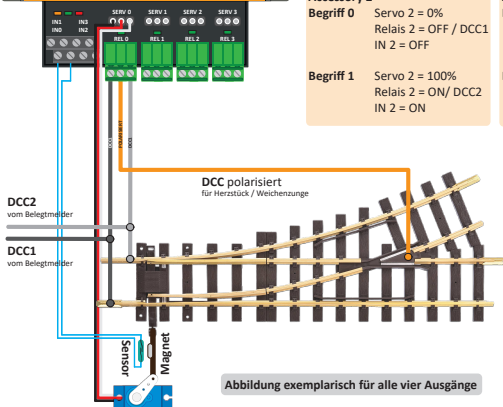 Begriff 0 Servo 2 = 0%
Relais 2 = OFF / DCC1
IN 2 = OFF
Begriff 1 Servo 2 = 100%
Relais 2 = ON/ DCC2
IN 2 = ON
SERV 0 SERV 1 SERV 2 SERV 3
IN1 IN3
IN0 IN2
REL 0 REL 1 REL 2 REL 3
POLARISIERT
DCC polarisiert
für Herzstück / Weichenzunge
DCC2
vom Belegtmelder
DCC1
vom Belegtmelder
Sensor
Magnet
Abbildung exemplarisch für alle vier Ausgänge